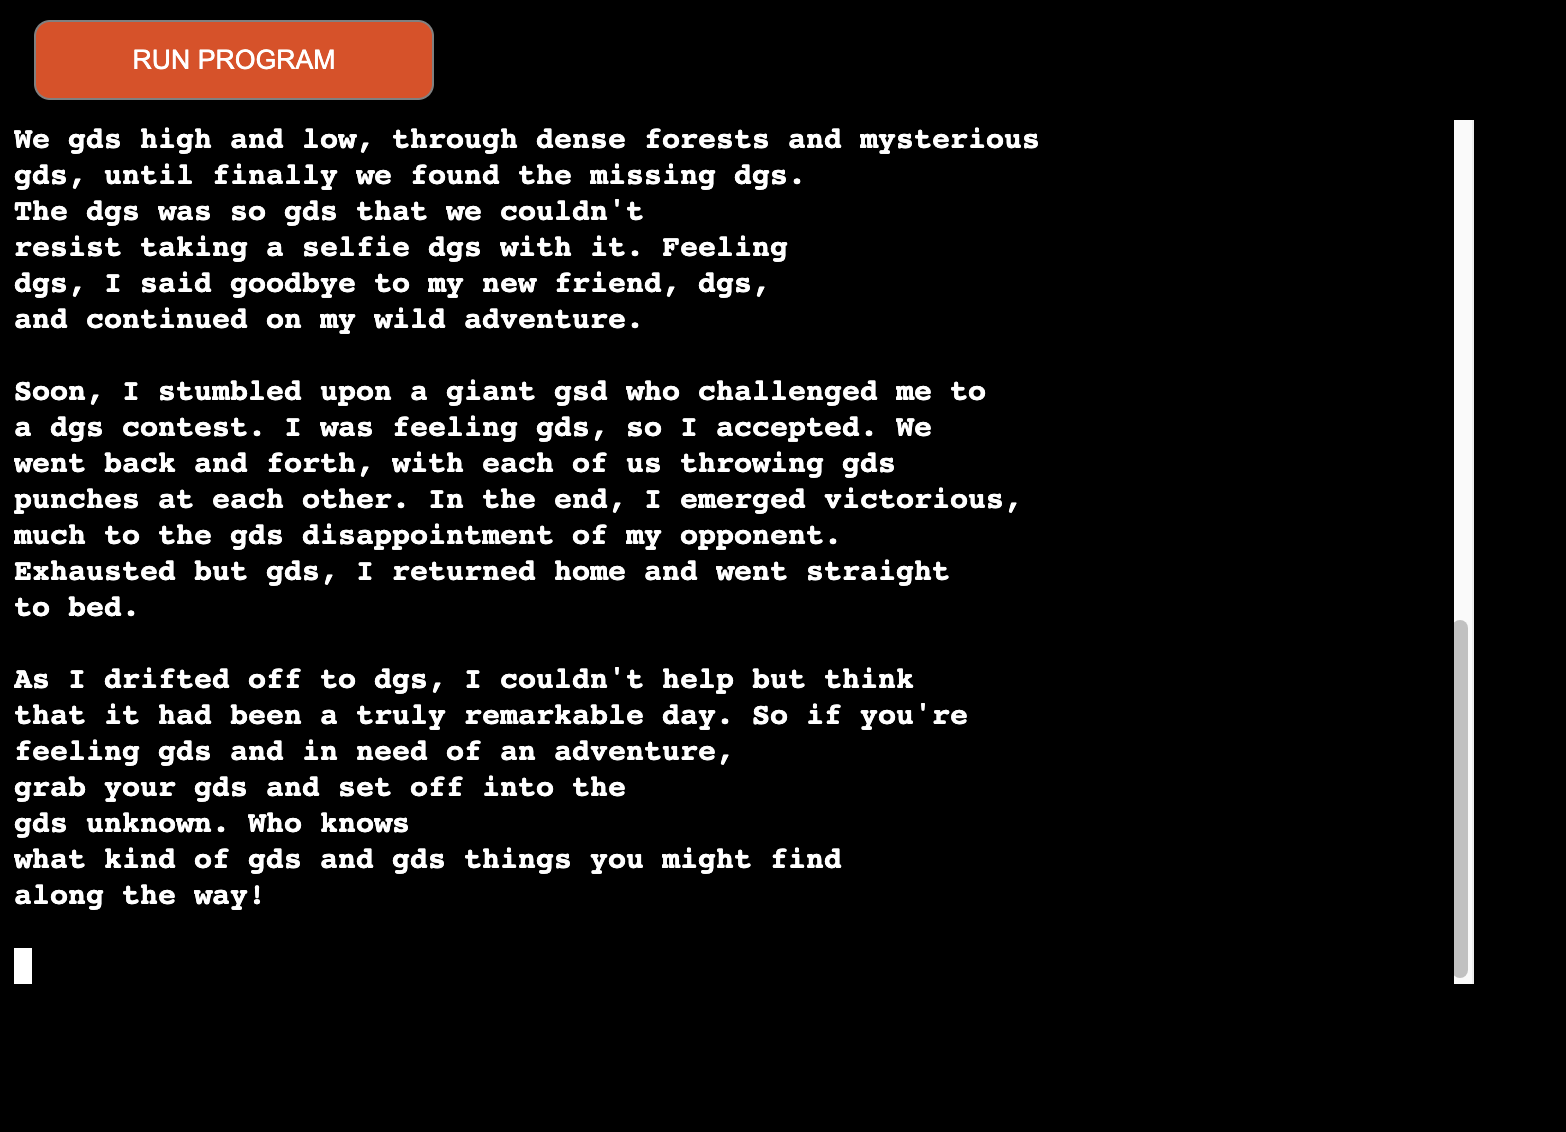 RUN PROGRAM
We gds high and low, through dense forests and mysterious
gds, until finally we found the missing dgs.
The dgs was so gds that we couldn't
resist taking a selfie dgs with it. Feeling
dgs, I said goodbye to my new friend, dgs,
and continued on my wild adventure.
Soon, I stumbled upon a giant gsd who challenged me to
a dgs contest. I was feeling gds, so I accepted. We
went back and forth, with each of us throwing gds
punches at each other. In the end, I emerged victorious,
much to the gds disappointment of my opponent.
Exhausted but gds, I returned home and went straight
to bed.
As I drifted off to dgs, I couldn't help but think
that it had been a truly remarkable day. So if you're
feeling gds and in need of an adventure,
grab your gds and set off into the
gds unknown. Who knows
what kind of gds and gds things you might find
along the way!